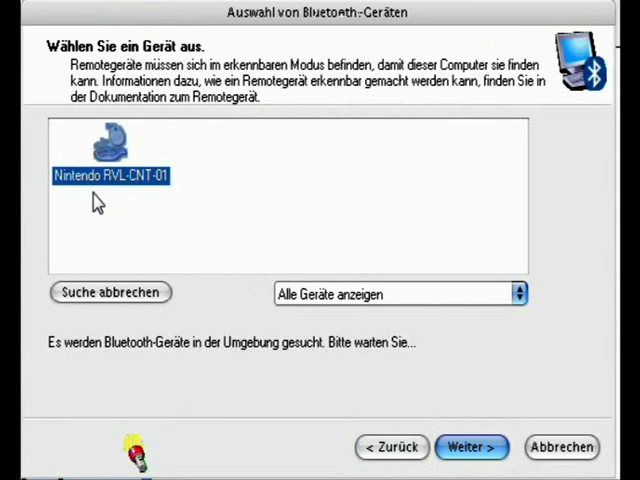 Auswahl von Bluetooth-Geräten
Wählen Sie ein Gerät aus.
Remotegeräte müssen sich im erkennbaren Modus befinden, damit dieser Computer sie finden
kann. Informationen dazu, wie ein Remotegerät erkennbar gemacht werden kann, finden Sie in
der Dokumentation zum Remotegerät.
Nintendo RVL-CNT-01
Suche abbrechen
Alle Geräte anzeigen
Es werden Bluetooth-Geräte in der Umgebung gesucht. Bitte warten Sie...
< Zurück
Weiter >
Abbrechen